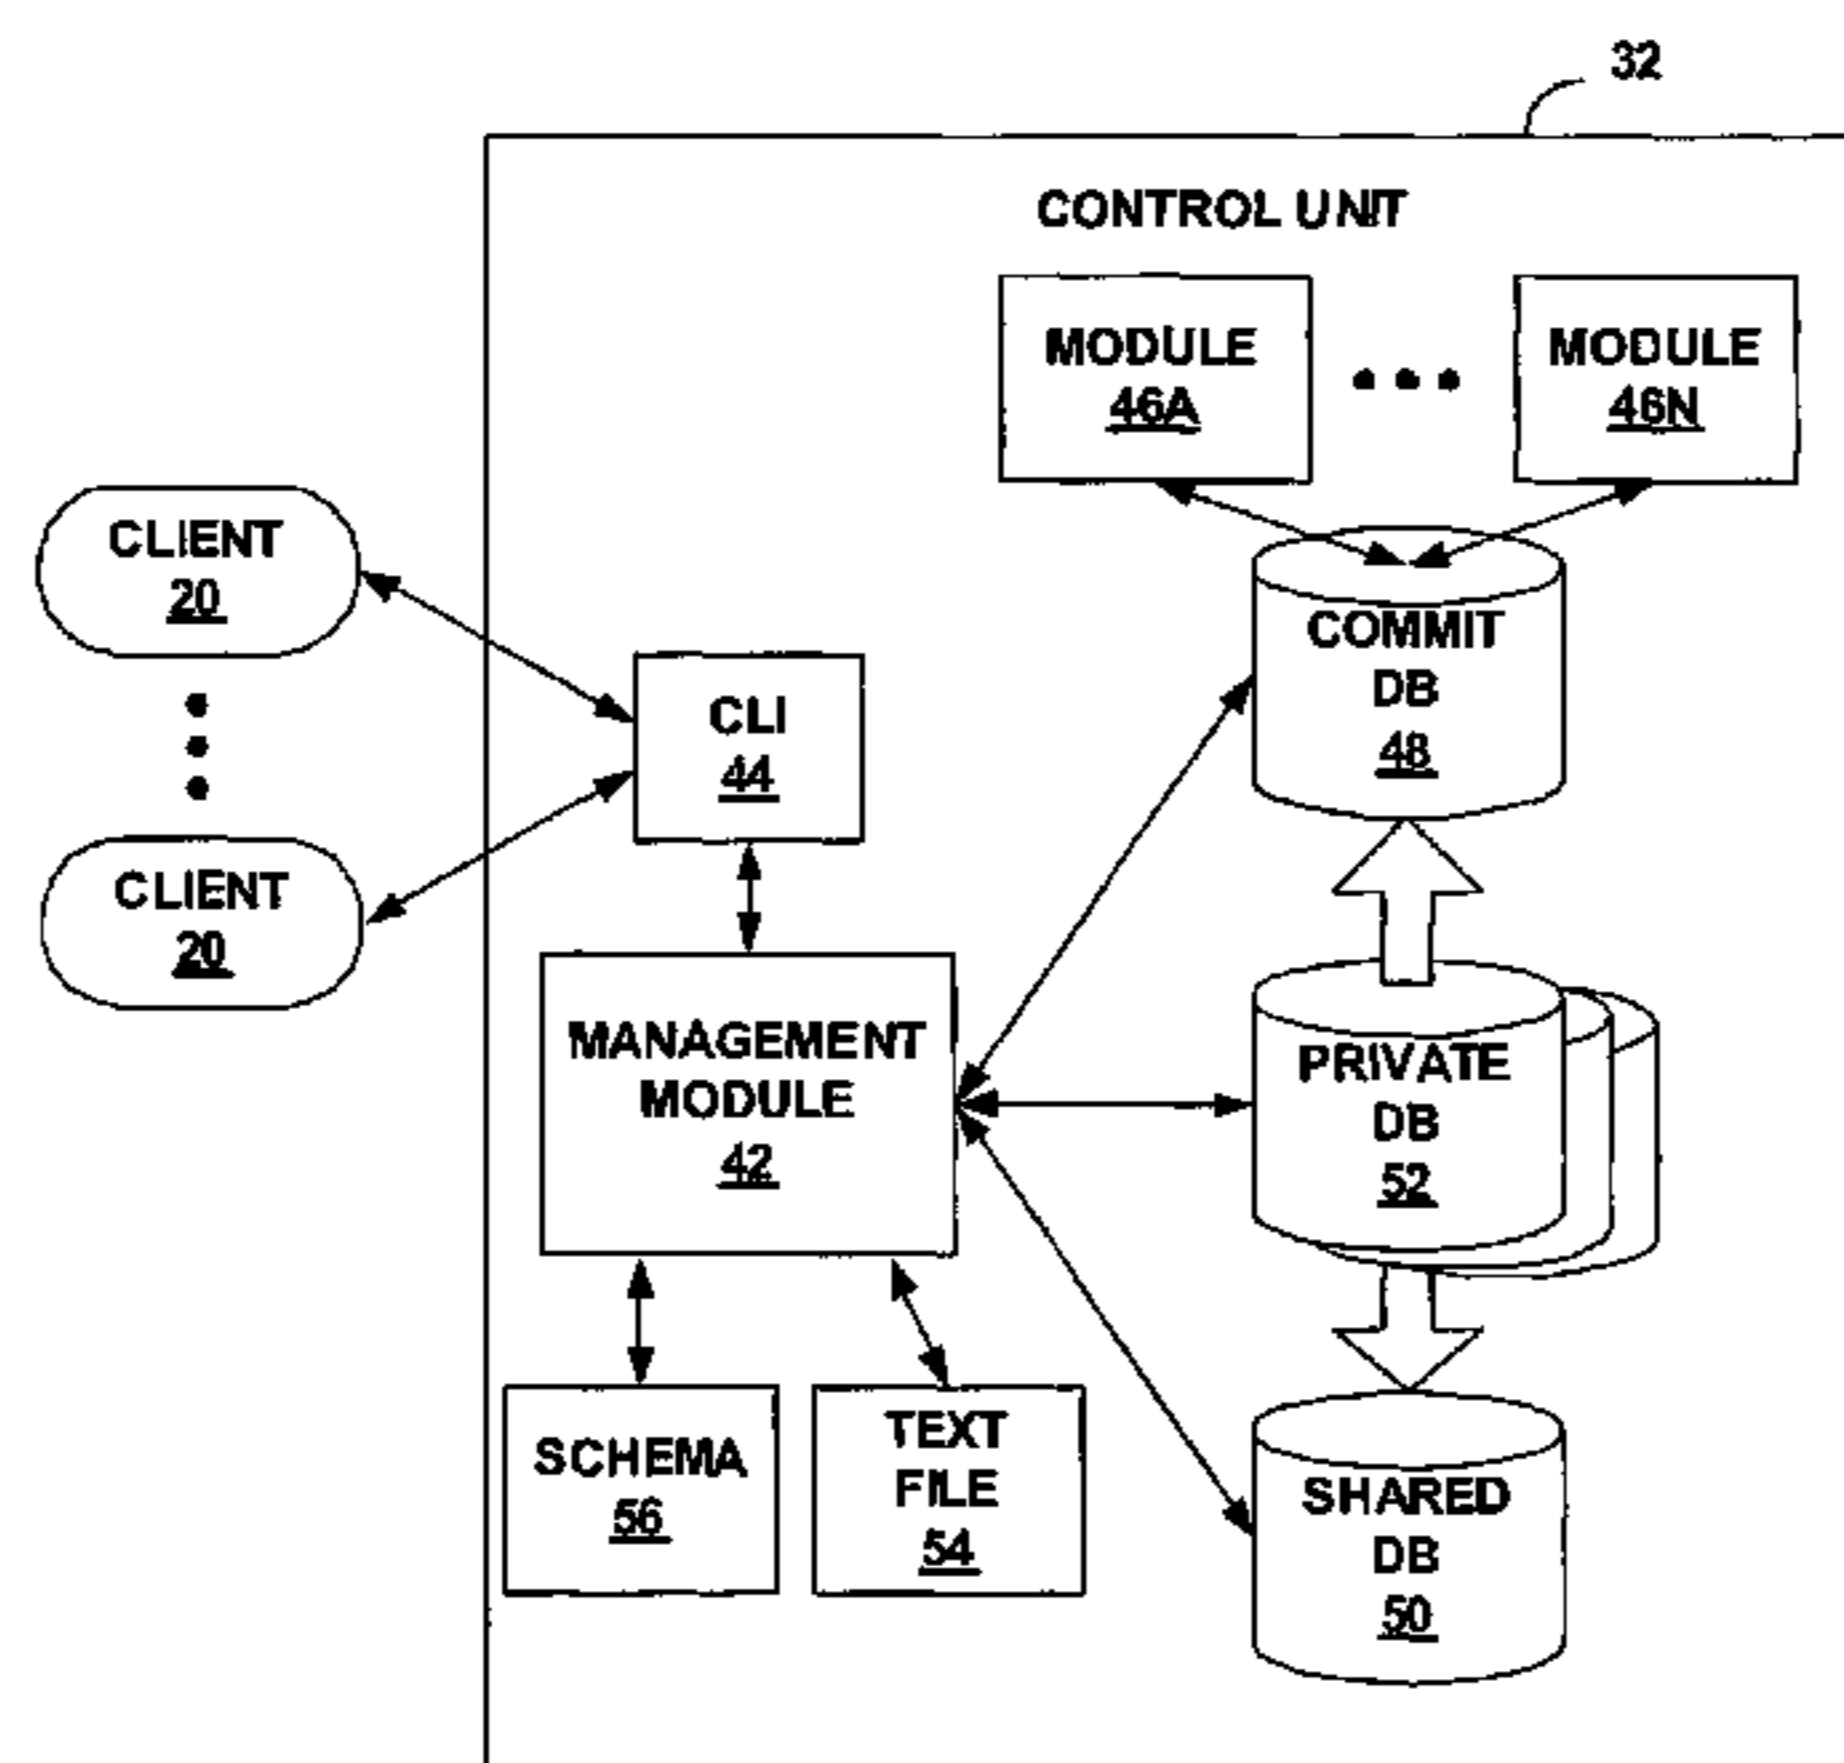 32
CONTROL UNIT
MODULE
46A
MODULE
46N
CLIENT
20
CLI
44
COMMIT
DB
48
CLIENT
20
MANAGEMENT
MODULE
42
PRIVATE
DB
52
SCHEMA
56
TEXT
FILE
54
SHARED
DB
50